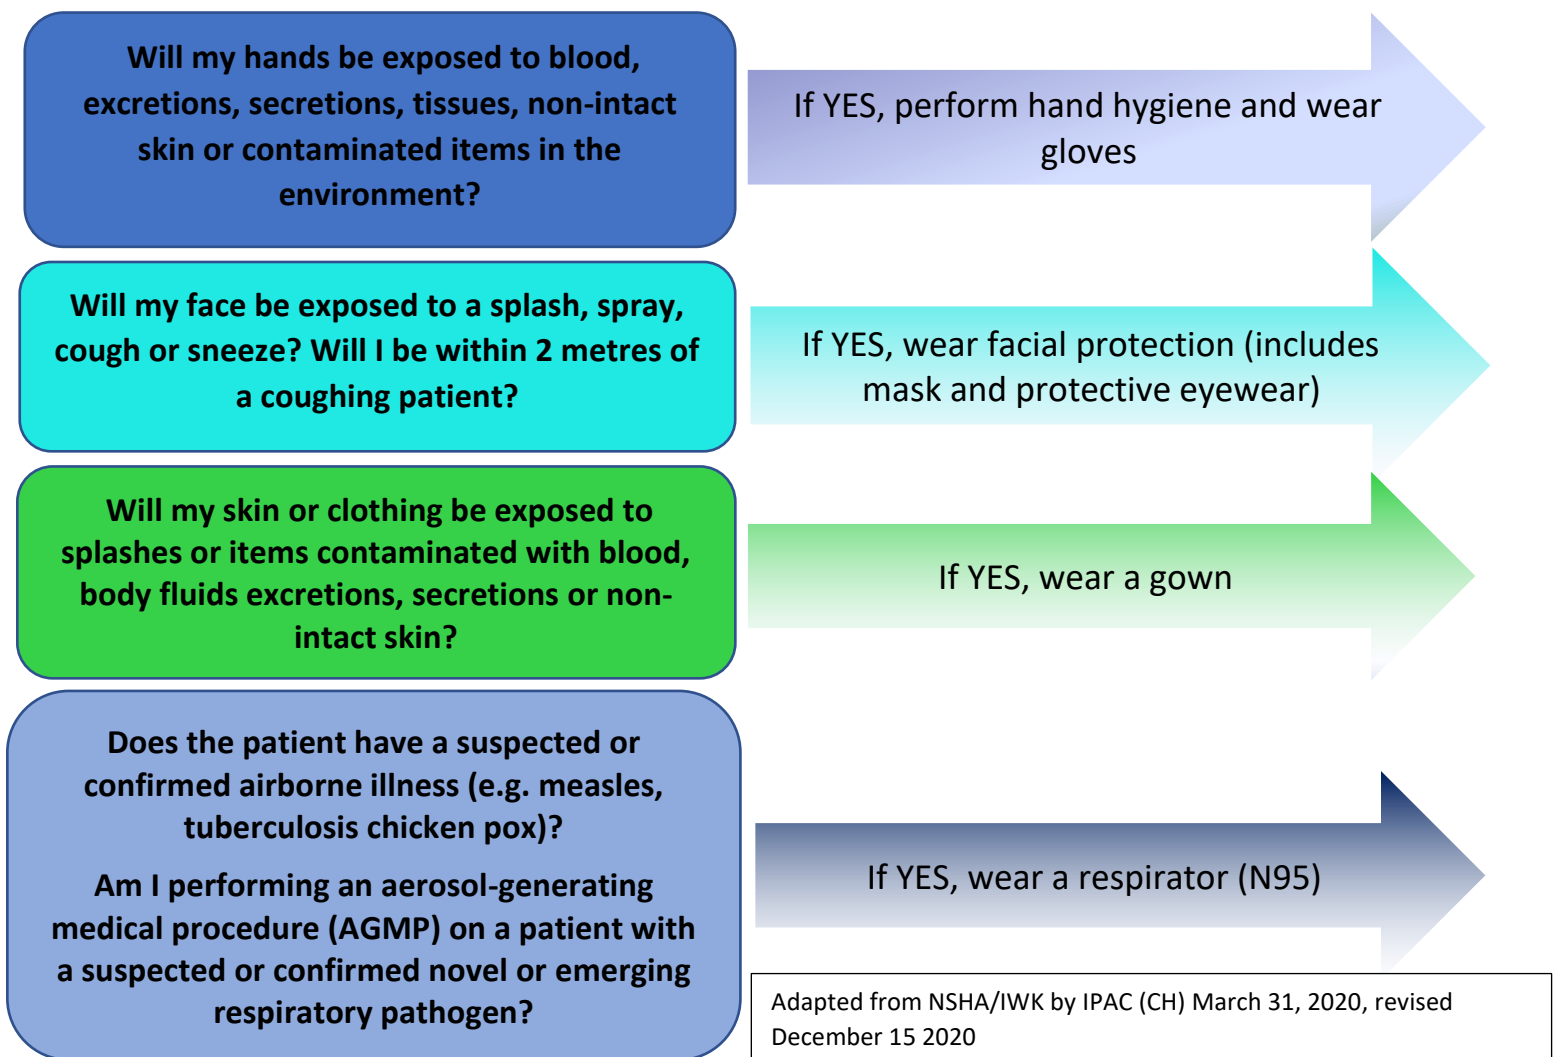 Will my hands be exposed to blood,
excretions, secretions, tissues, non-intact
skin or contaminated items in the
environment?
If YES, perform hand hygiene and wear
gloves
Will my face be exposed to a splash, spray,
cough or sneeze? Will I be within 2 metres of
a coughing patient?
If YES, wear facial protection (includes
mask and protective eyewear)
Will my skin or clothing be exposed to
splashes or items contaminated with blood,
body fluids excretions, secretions or non-
intact skin?
If YES, wear a gown
Does the patient have a suspected or
confirmed airborne illness (e.g. measles,
tuberculosis chicken pox)?
Am I performing an aerosol-generating
medical procedure (AGMP) on a patient with
a suspected or confirmed novel or emerging
respiratory pathogen?
If YES, wear a respirator (N95)
Adapted from NSHA/IWK by IPAC (CH) March 31, 2020, revised
December 15 2020